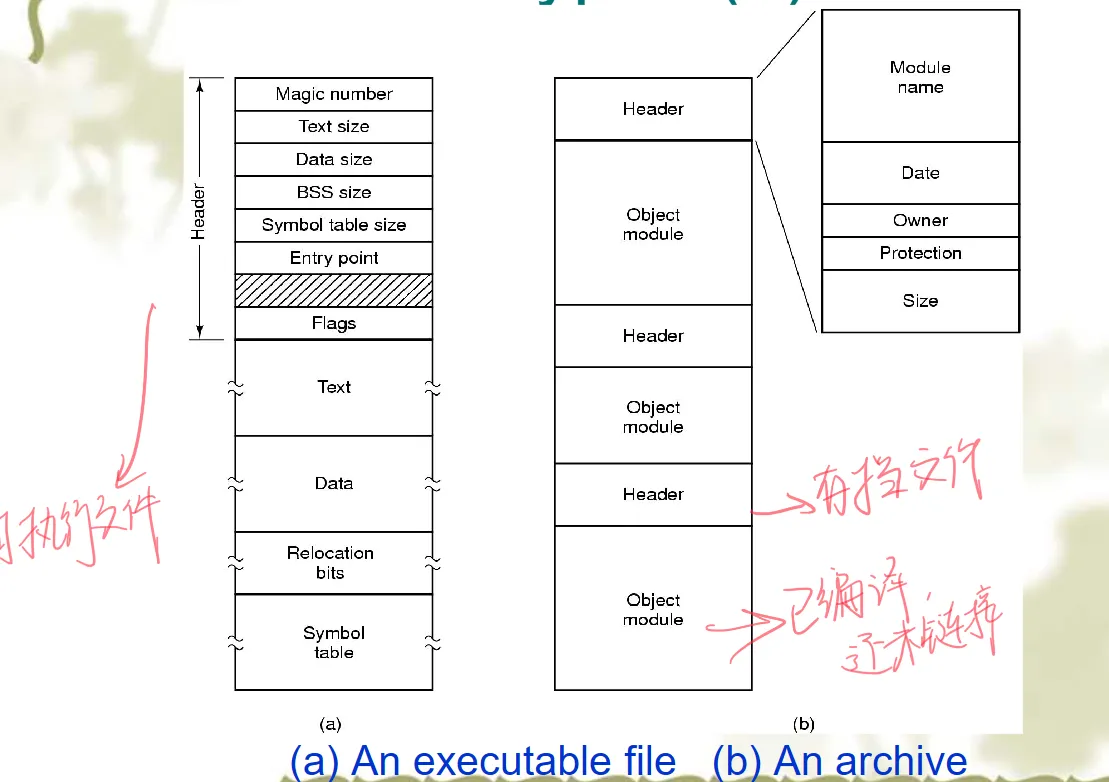 Magic number
Text size
Data size
BSS size
Symbol table size
Entry point
Flags
Header
Text
Data
Relocation
bits
Symbol
table
(a)
执行文件
Header
Object
module
Header
Object
module
Header
Object
module
(b)
Module
name
Date
Owner
Protection
Size
存档文件
已编译,
还未链接
(a) An executable file (b) An archive